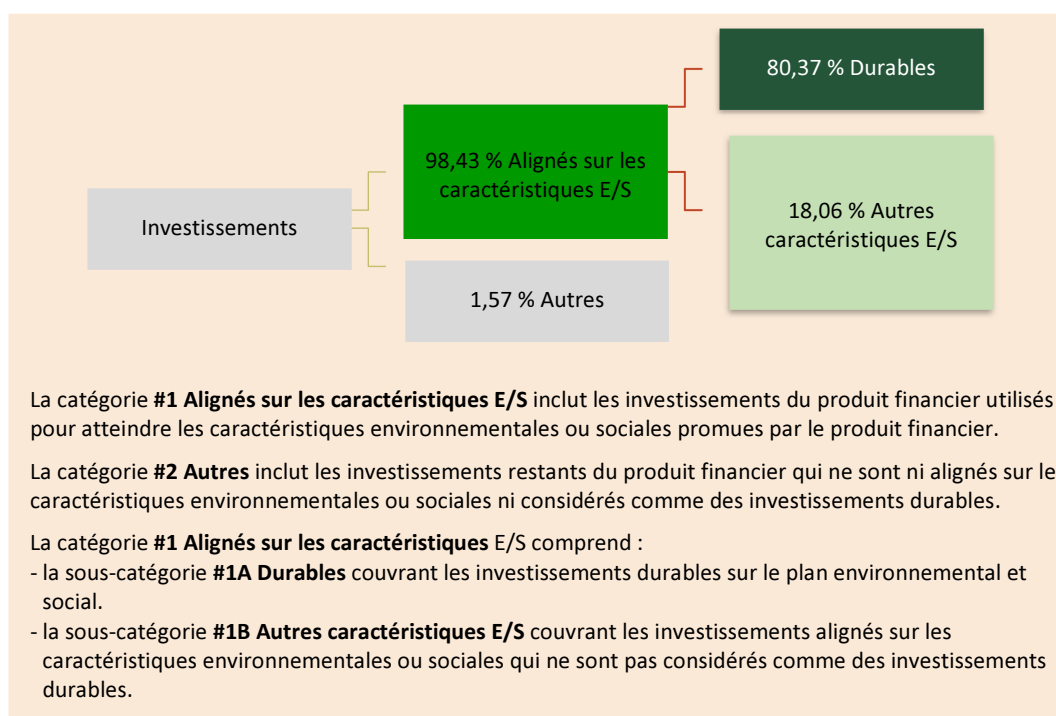 80,37 % Durables
98,43 % Alignés sur les
caractéristiques E/S
Investissements
18,06 % Autres
caractéristiques E/S
1,57 % Autres
La catégorie #1 Alignés sur les caractéristiques E/S inclut les investissements du produit financier utilisés
pour atteindre les caractéristiques environnementales ou sociales promues par le produit financier.
La catégorie #2 Autres inclut les investissements restants du produit financier qui ne sont ni alignés sur le
caractéristiques environnementales ou sociales ni considérés comme des investissements durables.
La catégorie #1 Alignés sur les caractéristiques E/S comprend :
- la sous-catégorie #1A Durables couvrant les investissements durables sur le plan environnemental et
social.
- la sous-catégorie #1B Autres caractéristiques E/S couvrant les investissements alignés sur les
caractéristiques environnementales ou sociales qui ne sont pas considérés comme des investissements
durables.